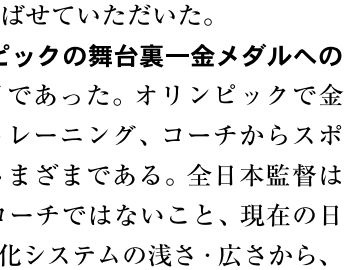 ばせていただいた。
ピックの舞台裏ー金メダルへの
であった。オリンピックで金
レーニング、コーチからスポ
まざまである。全日本監督は
コーチではないこと、現在の日
化システムの浅さ・広さから、